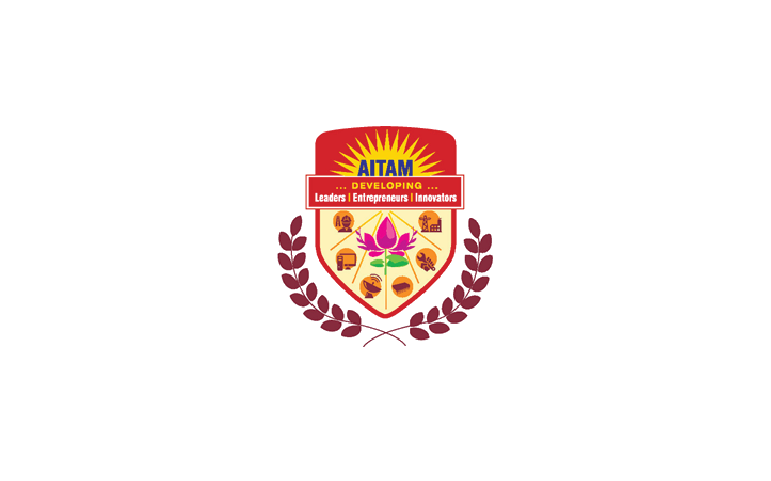 AITAM
... DEVELOPING ...
Leaders | Entrepreneurs | Innovators